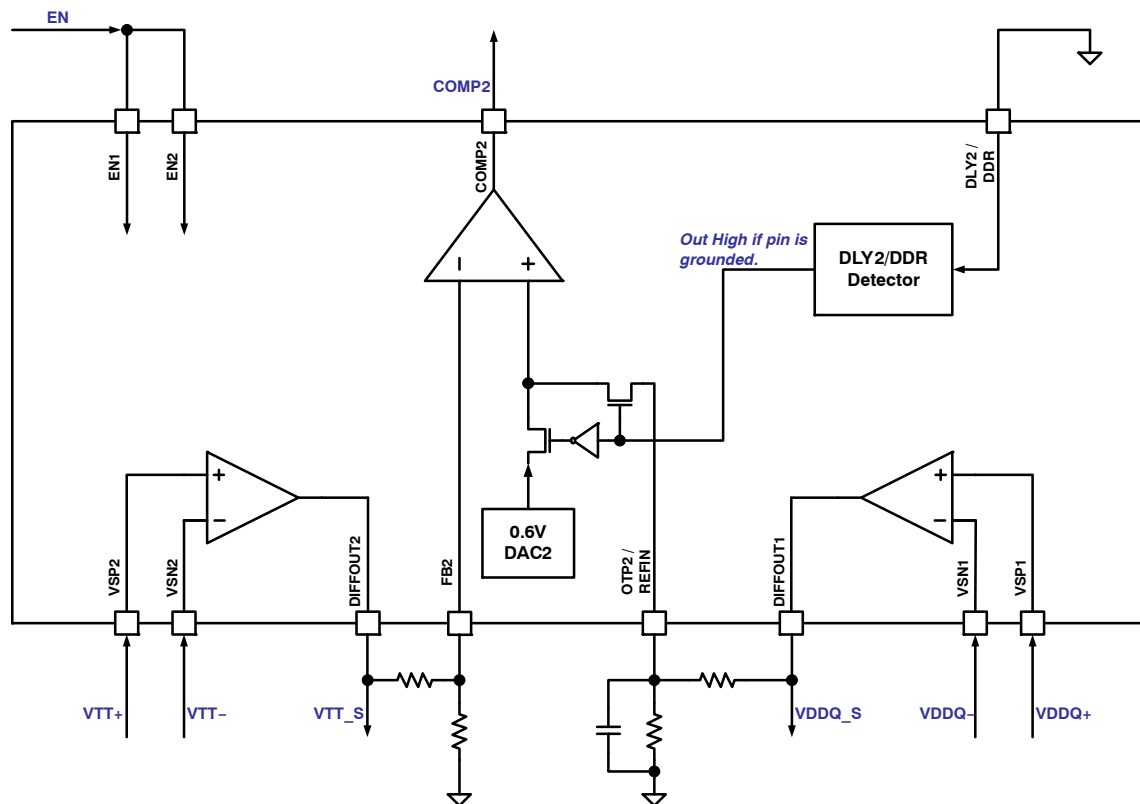 EN
COMP2
EN1
EN2
COMP2
DLY2 /
DDR
Out High if pin is
grounded.
DLY2/DDR
Detector
0.6V
DAC2
VSP2
VSN2
DIFFOUT2
FB2
OTP2 /
REFIN
DIFFOUT1
VSN1
VSP1
VTT+
VTT−
VTT_S
VDDQ_S
VDDQ−
VDDQ+